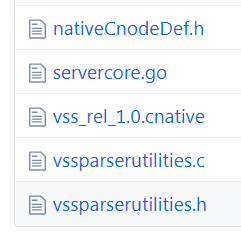 nativeCnodeDef.h
servercore.go
vss_rel_1.0.cnative
vssparserutilities.c
vssparserutilities.h